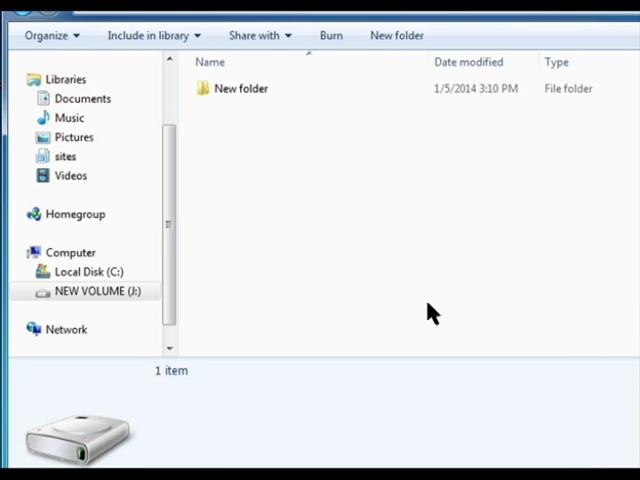 Organize Include in library Share with Burn New folder
Name Date modified Type
Libraries
Documents
Music
Pictures
sites
Videos
Homegroup
Computer
Local Disk (C:)
NEW VOLUME (J:)
Network
New folder 1/5/2014 3:10 PM File folder
1 item